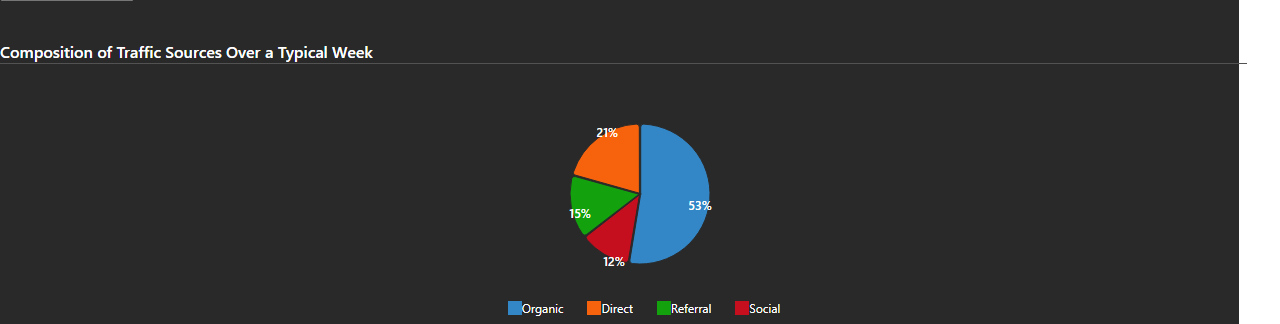 Composition of Traffic Sources Over a Typical Week
21%
53%
15%
12%
Organic Direct Referral Social